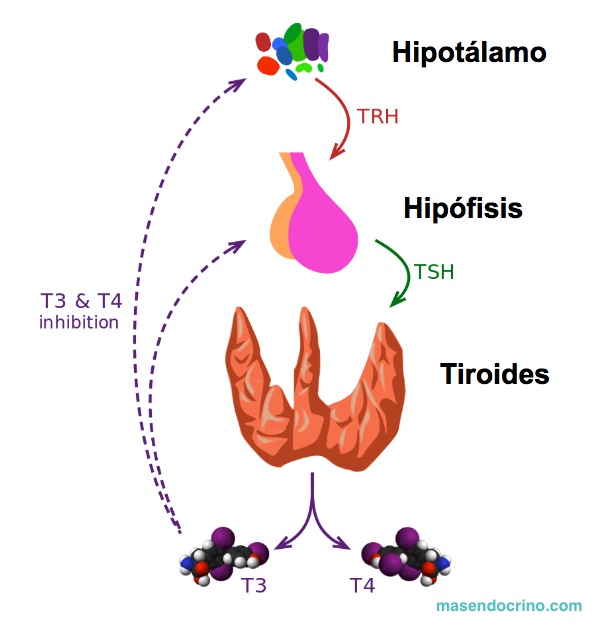 Hipotálamo
TRH
Hipófisis
TSH
T3 & T4
inhibition
Tiroides
T3
T4
masendocrino.com